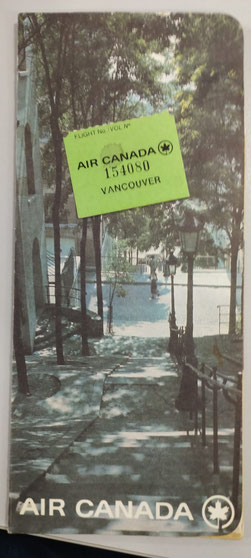 FLIGHT No./VOL Nº
AIR CANADA
154080
VANCOUVER
AIR CANADA